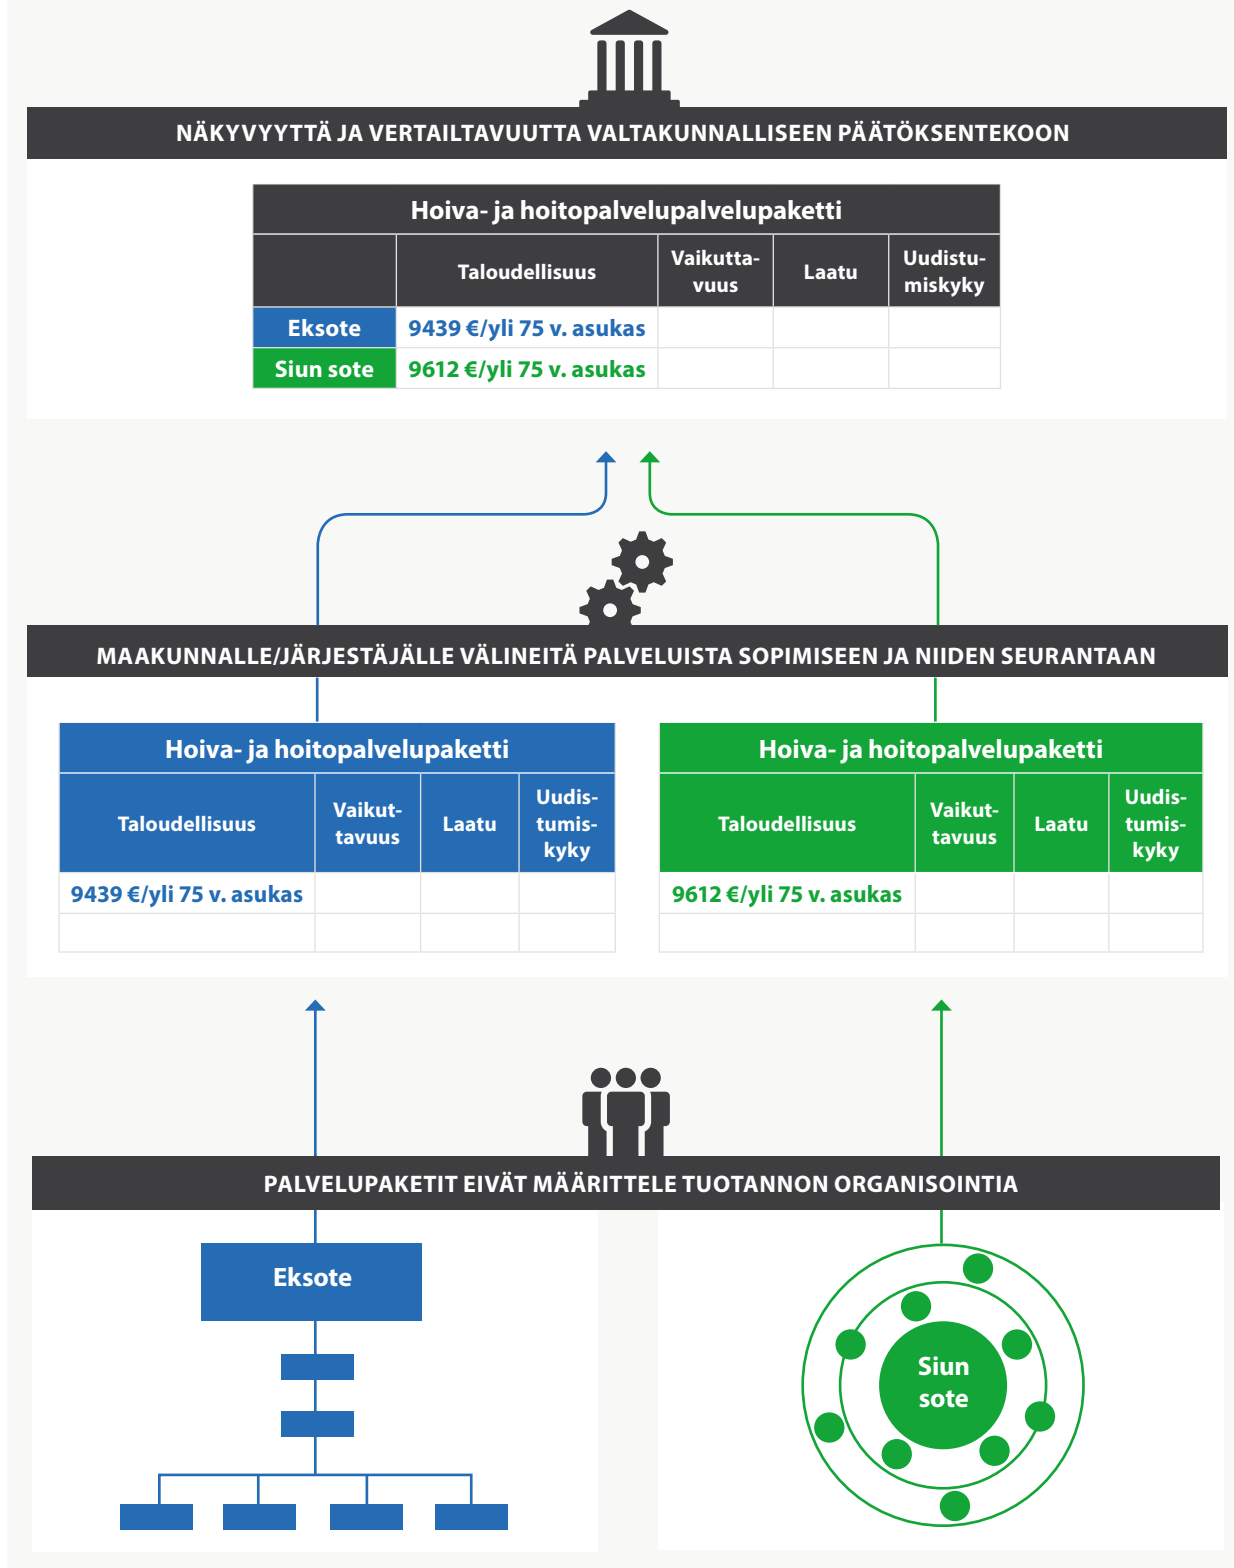 NÄKYVYYTTÄ JA VERTAILTAVUUTTA VALTAKUNNALLISEEN PÄÄTÖKSENTEKOON
Hoiva- ja hoitopalvelupalvelupaketti
Taloudellisuus
Vaikutta-
vuus
Laatu
Uudistu-
miskyky
Eksote
9439 €/yli 75 v. asukas
Siun sote
9612 €/yli 75 v. asukas
MAAKUNNALLE/JÄRJESTÄJÄLLE VÄLINEITÄ PALVELUISTA SOPIMISEEN JA NIIDEN SEURANTAAN
Hoiva- ja hoitopalvelupaketti
Taloudellisuus
Vaikut-
tavuus
Laatu
Uudis-
tumis-
kyky
9439 €/yli 75 v. asukas
Hoiva- ja hoitopalvelupaketti
Taloudellisuus
Vaikut-
tavuus
Laatu
Uudis-
tumis-
kyky
9612 €/yli 75 v. asukas
PALVELUPAKETIT EIVÄT MÄÄRITTELE TUOTANNON ORGANISOINTIA
Eksote
Siun
sote